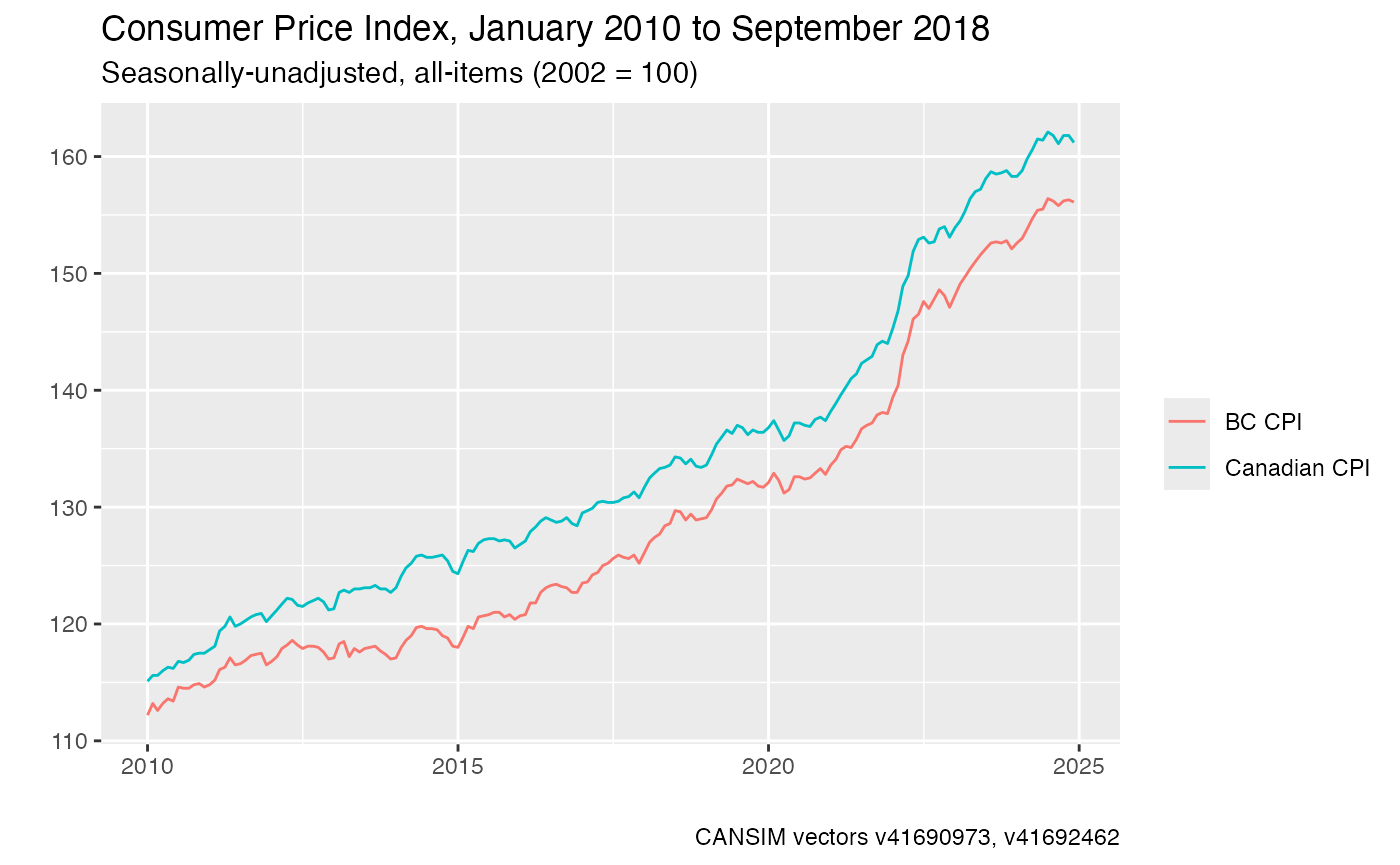 Consumer Price Index, January 2010 to September 2018
Seasonally-unadjusted, all-items (2002 = 100)
160
150
140
130
120
110
2010 2015 2020 2025
BC CPI
Canadian CPI
CANSIM vectors v41690973, v41692462